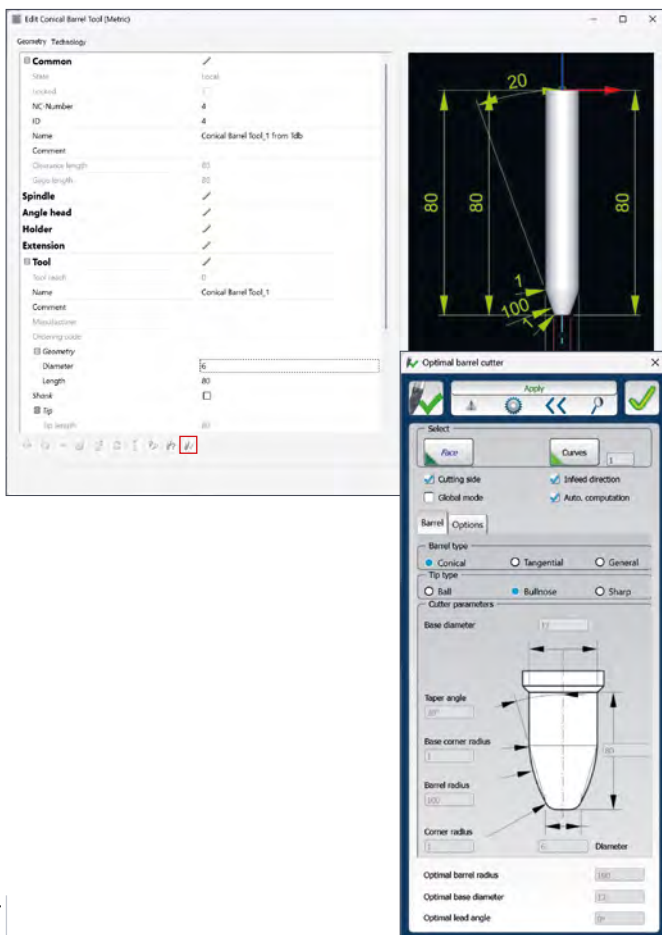 Edit Conical Barrel Tool (Metric)
Geometry Technology
Common
State Local
Locked
NC-Number 4
ID 4
Name Conical Barrel Tool_1 from Tdb
Comment
Clearance length 80
Gage length 80
Spindle
Angle head
Holder
Extension
Tool
Tool reach 0
Name Conical Barrel Tool_1
Comment
Manufacturer
Ordering code
Geometry
Diameter 6
Length 80
Shank
Tip
Tip length 80
20
80 80 80
1
100
1
Optimal barrel cutter
Apply
Select
Face Curves 1
Cutting side Infeed direction
Global mode Auto. computation
Barrel Options
Barrel type
Conical Tangential General
Tip type
Ball Bullnose Sharp
Cutter parameters
Base diameter 12
Taper angle
80
Base corner radius
1
Barrel radius
100
Corner radius
1 6 Diameter
Optimal barrel radius 100
Optimal base diameter 12
Optimal lead angle 0°